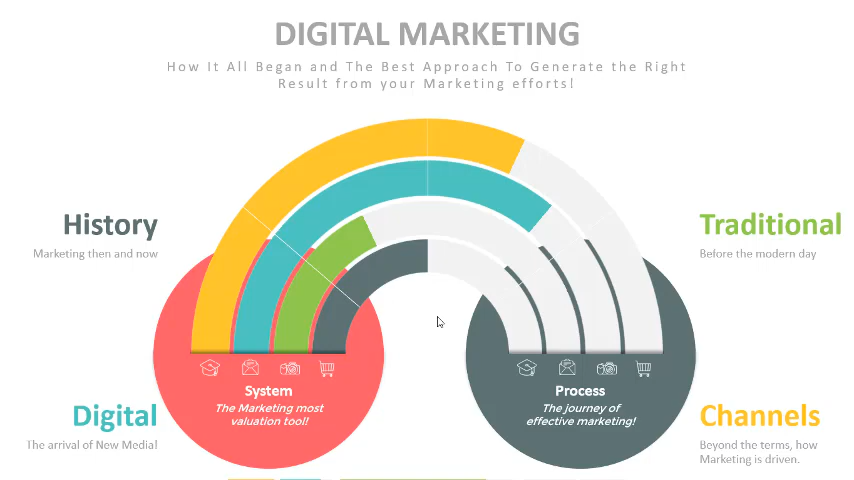 DIGITAL MARKETING
How It All Began and The Best Approach To Generate the Right
Result from your Marketing efforts!
History
Marketing then and now
Traditional
Before the modern day
System
The Marketing most
valuation tool!
Process
The journey of
effective marketing!
Digital
The arrival of New Media!
Channels
Beyond the terms, how
Marketing is driven.